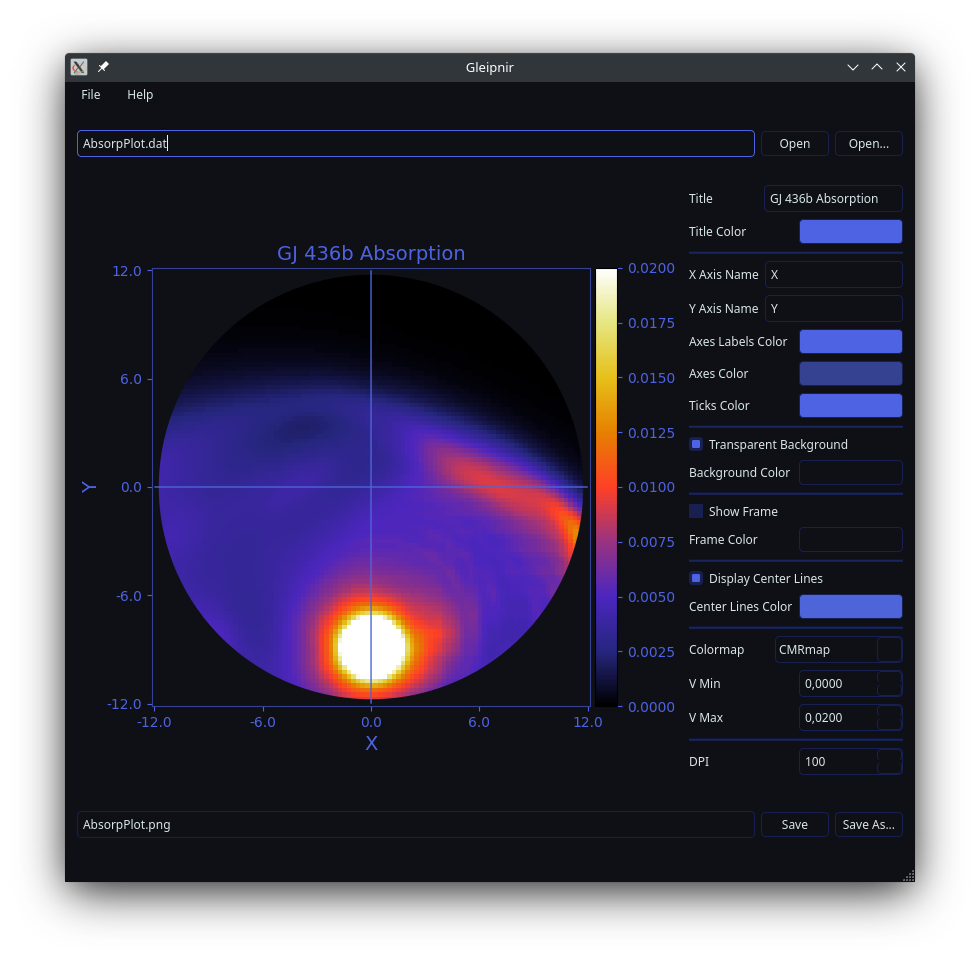 Gleipnir
File Help
AbsorpPlot.dat Open Open...
Title GJ 436b Absorption
Title Color
GJ 436b Absorption
X Axis Name X
Y Axis Name Y
Axes Labels Color
Axes Color
Ticks Color
Transparent Background
Background Color
Show Frame
Frame Color
Display Center Lines
Center Lines Color
Colormap CMRmap
V Min 0,0000
V Max 0,0200
DPI 100
12.0
6.0
0.0
-6.0
-12.0
Y
-12.0 -6.0 0.0 6.0 12.0
X
0.0200
0.0175
0.0150
0.0125
0.0100
0.0075
0.0050
0.0025
0.0000
AbsorpPlot.png Save Save As...